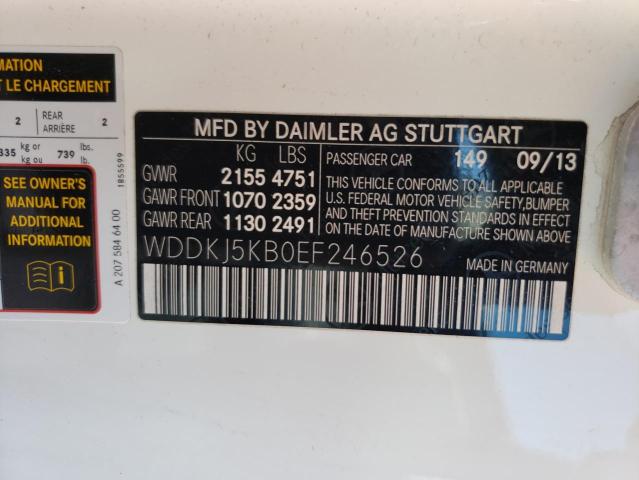 MATION
T LE CHARGEMENT
2 REAR ARRIÈRE 2
335 kg or kg ou 739 lbs. lb.
SEE OWNER'S
MANUAL FOR
ADDITIONAL
INFORMATION
1855599
A 207 584 64 00
MFD BY DAIMLER AG STUTTGART
KG LBS PASSENGER CAR 149 09/13
GVWR 2155 4751
GAWR FRONT 1070 2359
GAWR REAR 1130 2491
THIS VEHICLE CONFORMS TO ALL APPLICABLE
U.S. FEDERAL MOTOR VEHICLE SAFETY,BUMPER
AND THEFT PREVENTION STANDARDS IN EFFECT
ON THE DATE OF MANUFACTURE SHOWN ABOVE.
WDDKJ5KB0EF246526 MADE IN GERMANY